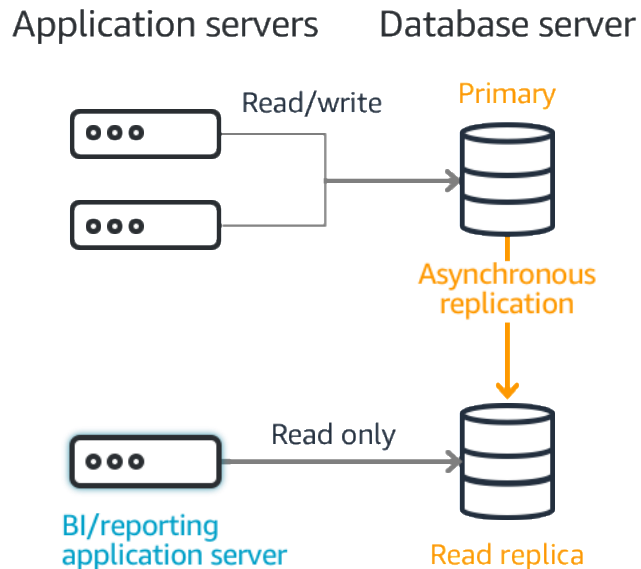 Application servers
Database server
Read/write
Primary
Asynchronous
replication
Read only
BI/reporting
application server
Read replica